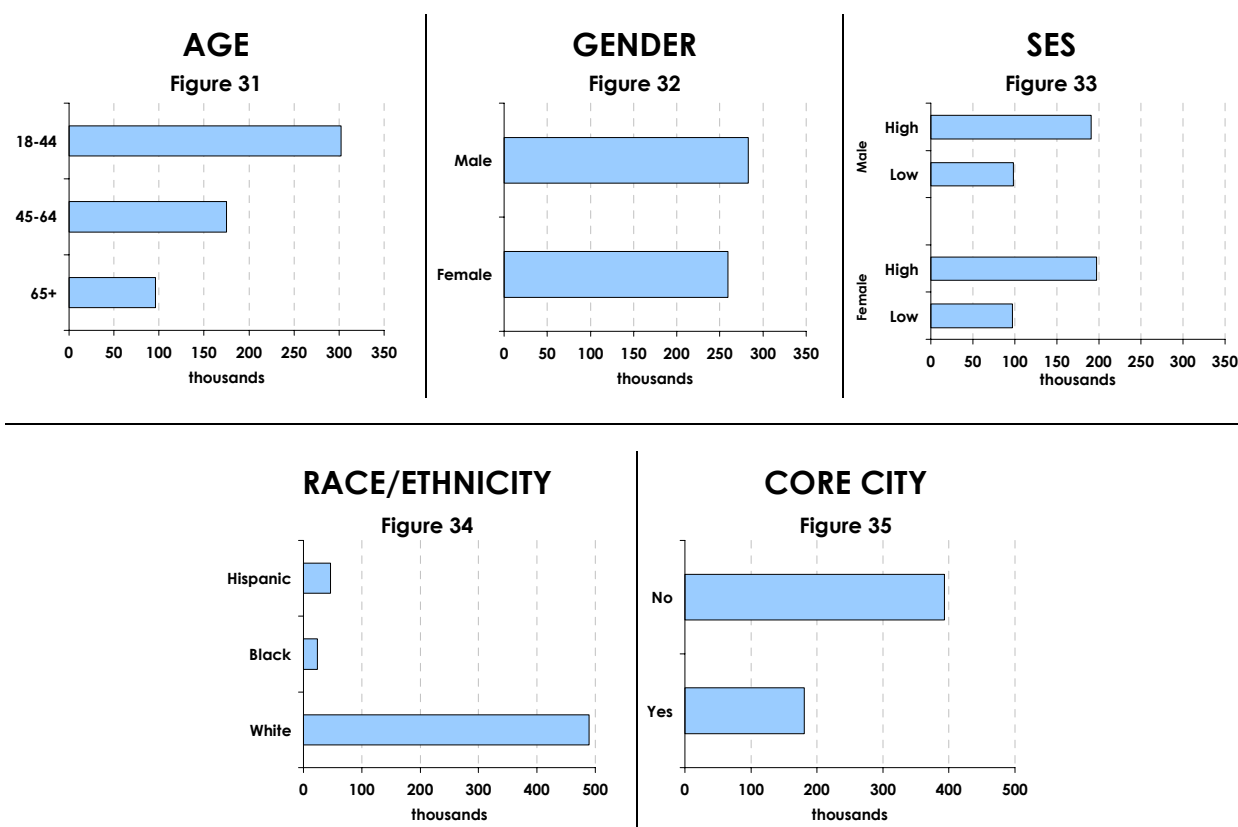 AGE
Figure 31
18-44
45-64
65+
0 50 100 150 200 250 300 350
thousands
GENDER
Figure 32
Male
Female
0 50 100 150 200 250 300 350
thousands
SES
Figure 33
Male
High
Low
Female
High
Low
0 50 100 150 200 250 300 350
thousands
RACE/ETHNICITY
Figure 34
Hispanic
Black
White
0 100 200 300 400 500
thousands
CORE CITY
Figure 35
No
Yes
0 100 200 300 400 500
thousands